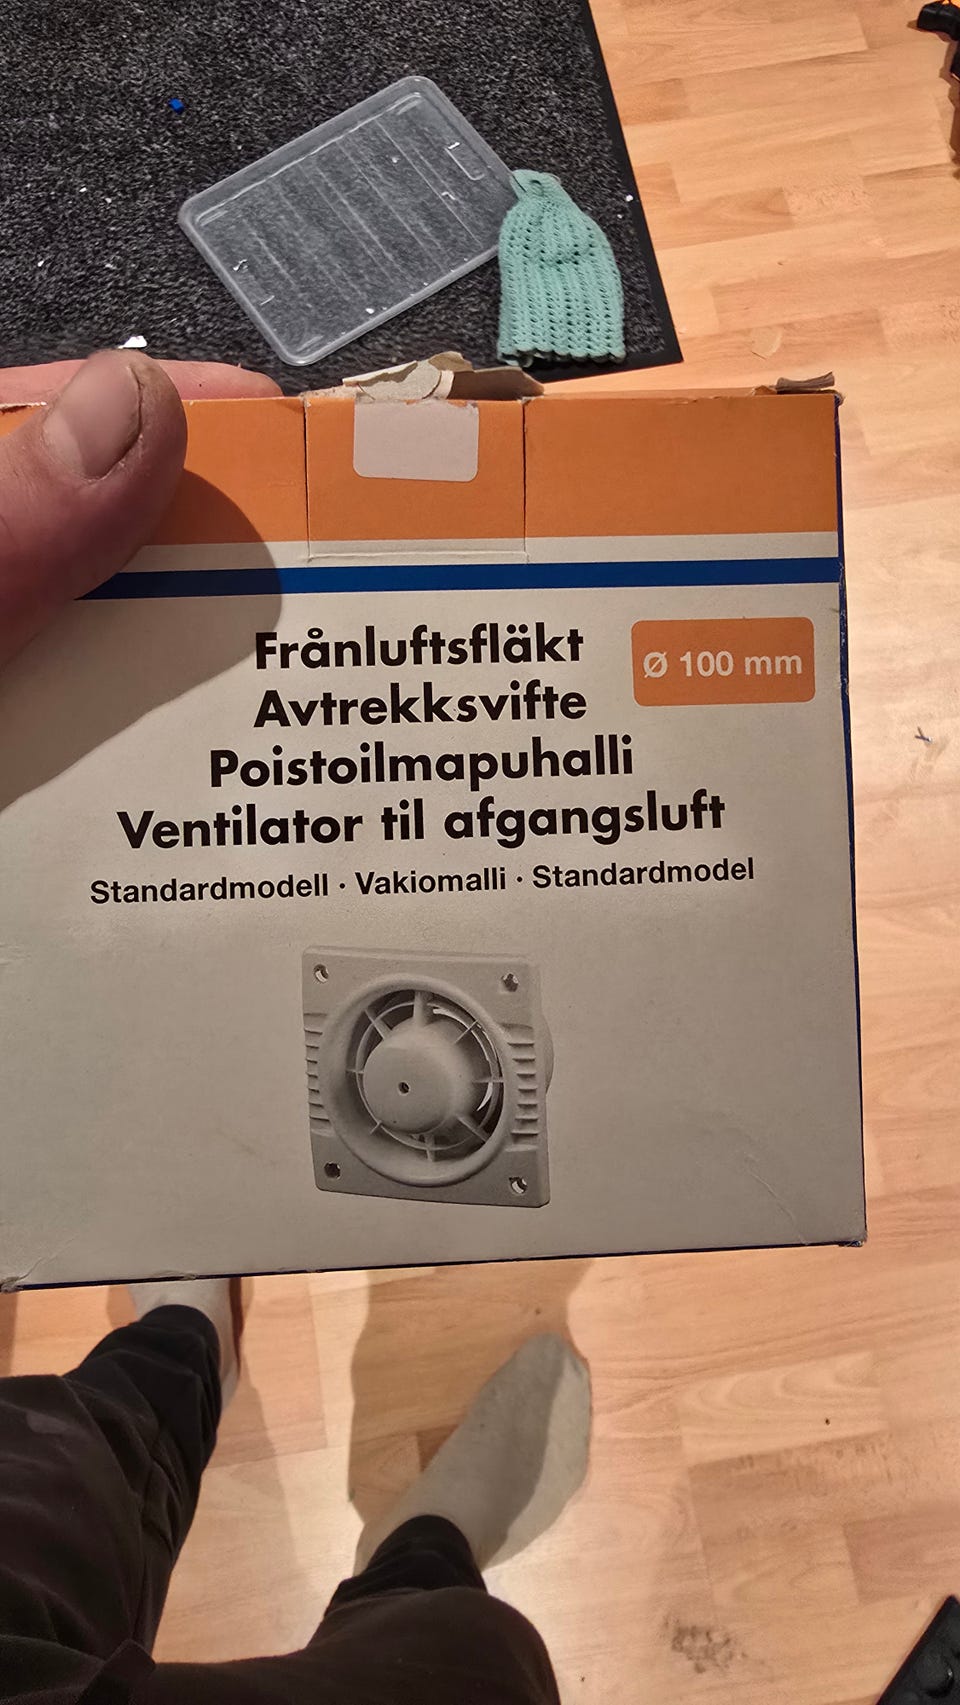 Frånluftsfläkt
Ø 100 mm
Avtrekksvifte
Poistoilmapuhalli
Ventilator til afgangsluft
Standardmodell · Vakiomalli · Standardmodel